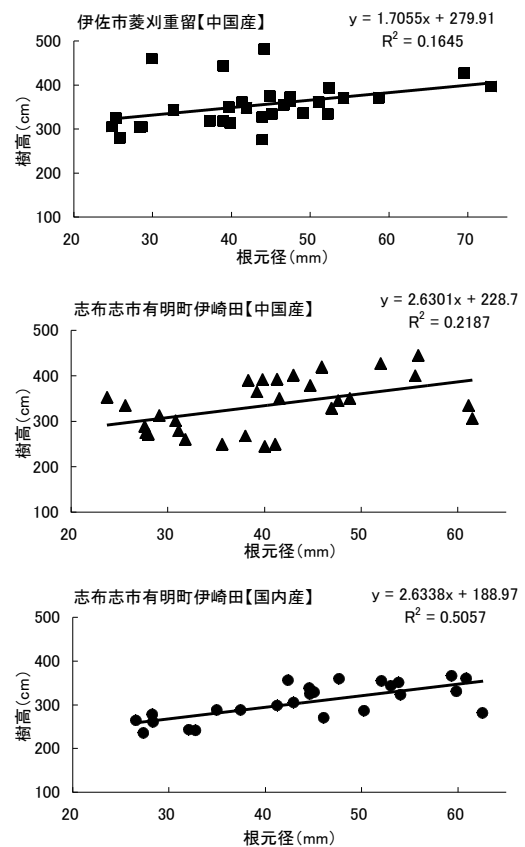 伊佐市菱刈重留【中国産】
y = 1.7055x + 279.91
R² = 0.1645
樹高(cm)
500
400
300
200
100
20 30 40 50 60 70
根元径(mm)
志布志市有明町伊崎田【中国産】
y = 2.6301x + 228.7
R² = 0.2187
樹高(cm)
500
400
300
200
100
20 30 40 50 60
根元径(mm)
志布志市有明町伊崎田【国内産】
y = 2.6338x + 188.97
R² = 0.5057
樹高(cm)
500
400
300
200
100
20 30 40 50 60
根元径(mm)